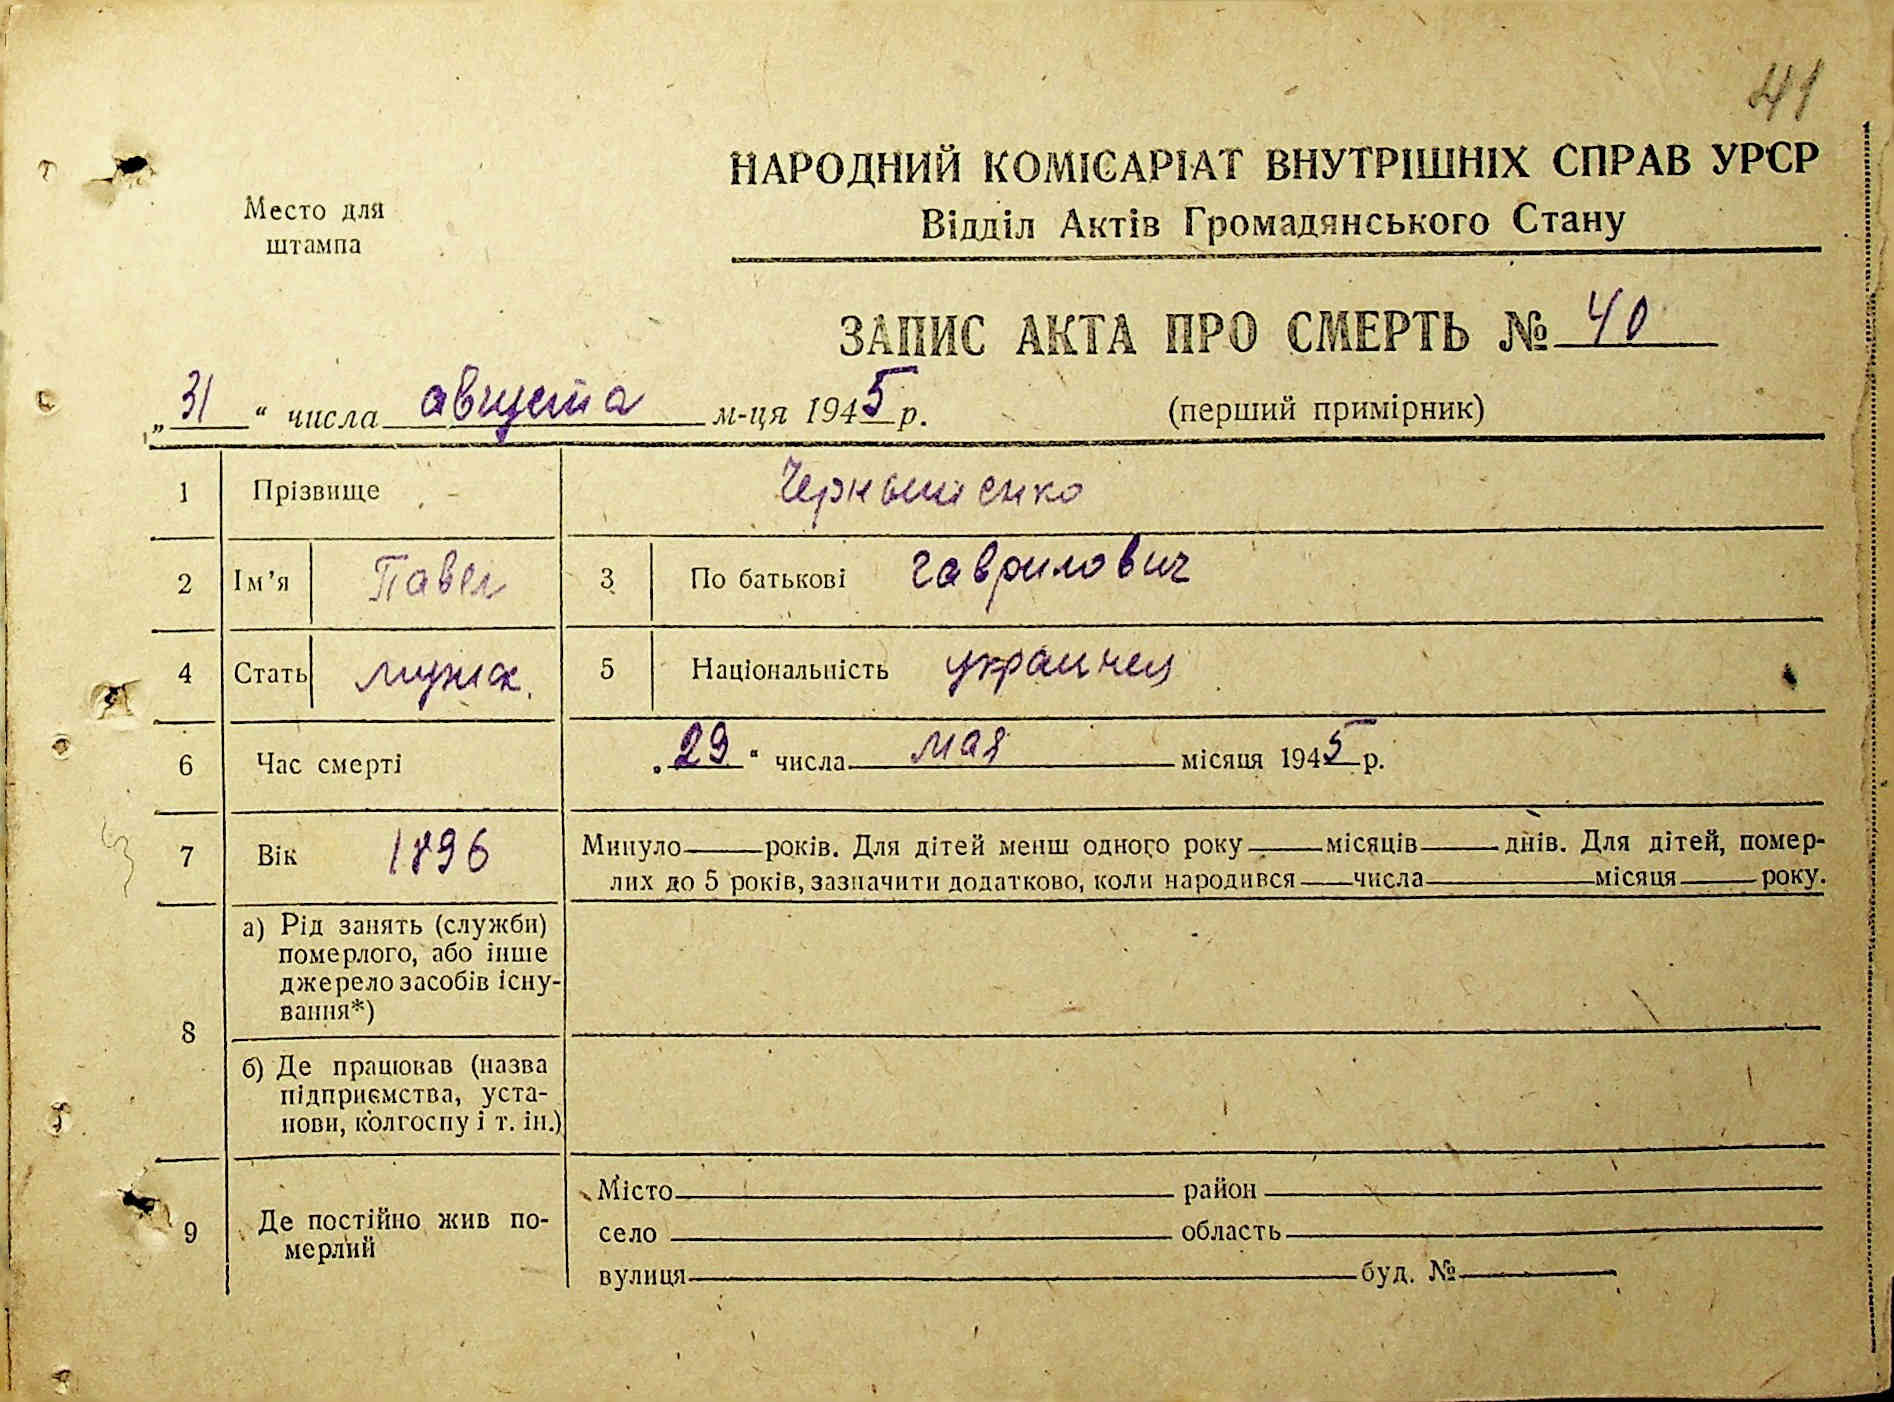 41
НАРОДНИЙ КОМІСАРІАТ ВНУТРІШНІХ СПРАВ УРСР
Место для
штампа
Відділ Актів Громадянського Стану
ЗАПИС АКТА ПРО СМЕРТЬ № 40
„31“ числа августа м-ця 1945 р.
(перший примірник)
1 Прізвище Чернышенко
2 Ім’я Павел 3 По батькові гаврилович
4 Стать мужск. 5 Національність украинец
6 Час смерті „29“ числа мая місяця 1945 р.
7 Вік 1896 Минуло років. Для дітей менш одного року місяців днів. Для дітей, помер-
лих до 5 років, зазначити додатково, коли народився числа місяця року.
8 а) Рід занять (служби)
померлого, або інше
джерело засобів існу-
вання*)
б) Де працював (назва
підприємства, уста-
нови, колгоспу і т. ін.)
9 Де постійно жив по-
мерлий
Місто район
село область
вулиця буд. №